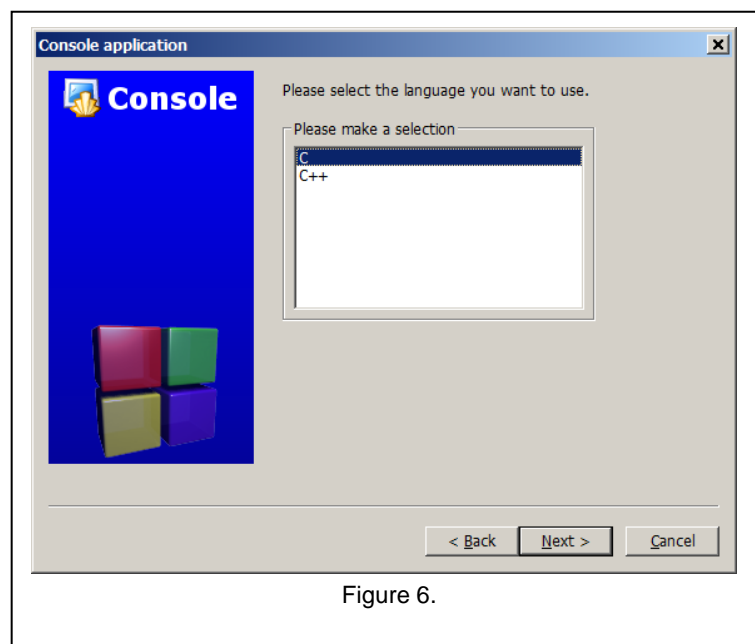 Console application
Console
Please select the language you want to use.
Please make a selection
C
C++
< Back
Next >
Cancel
Figure 6.